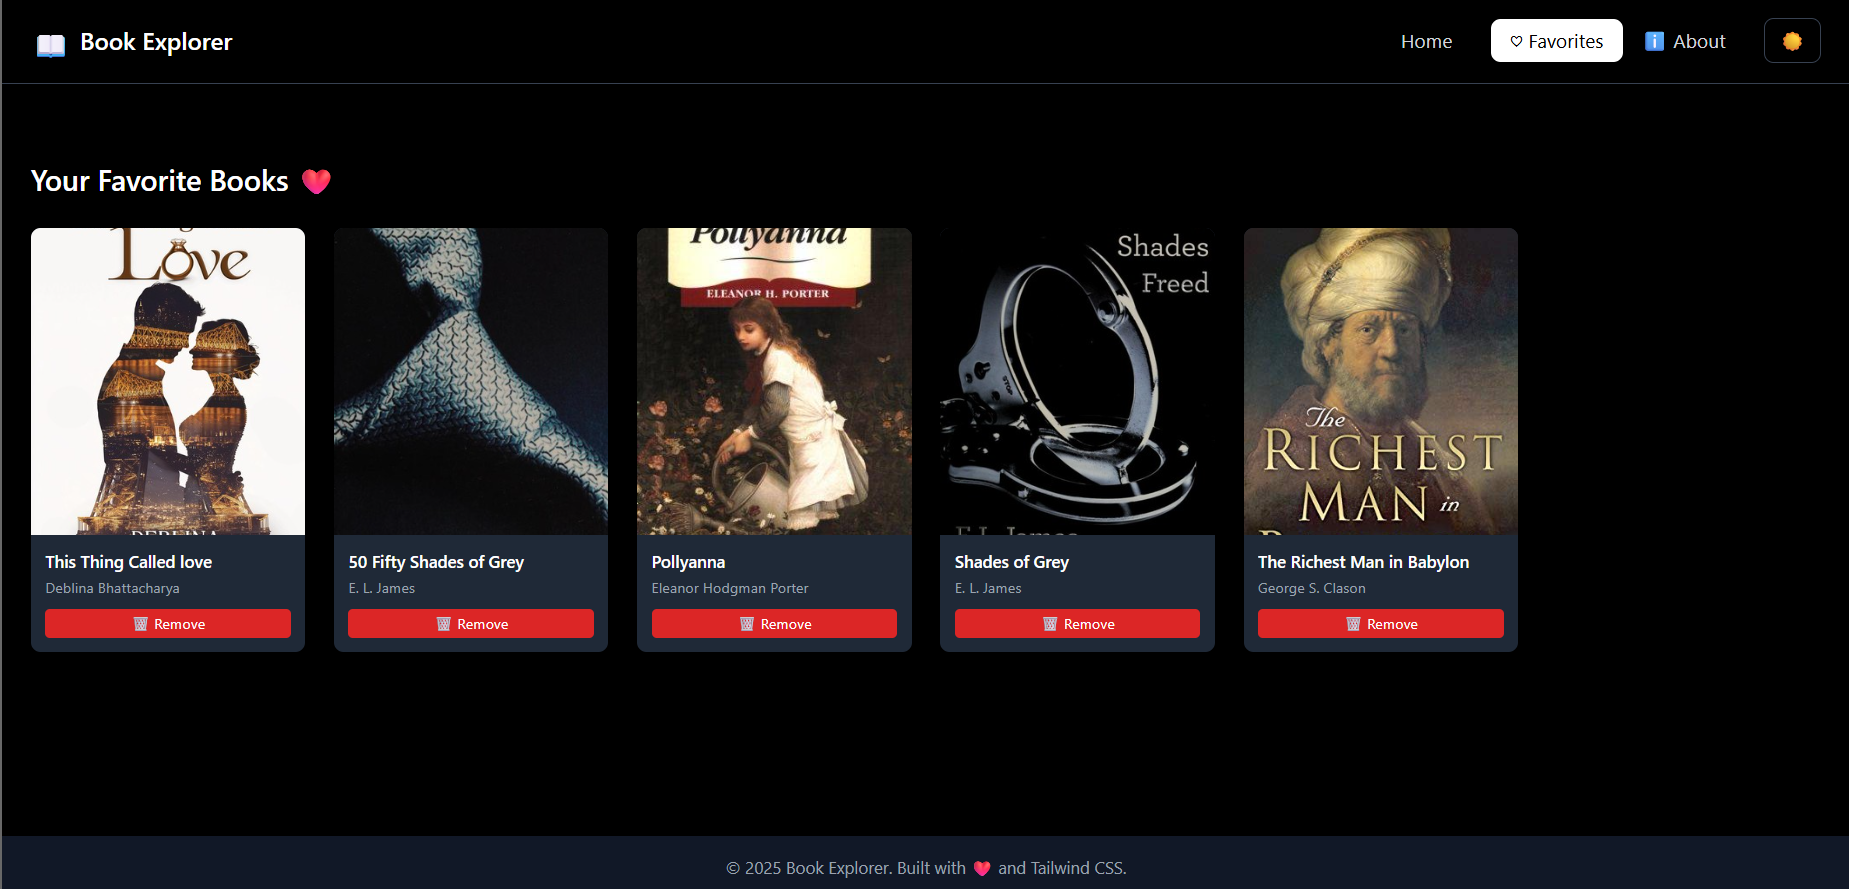 📖 Book Explorer
Home
♡ Favorites
ℹ️ About
Your Favorite Books ❤️
Love
This Thing Called love
Deblina Bhattacharya
🗑 Remove
50 Fifty Shades of Grey
E. L. James
🗑 Remove
Pollyanna
ELEANOR H. PORTER
Pollyanna
Eleanor Hodgman Porter
🗑 Remove
Shades
Freed
E L James
Shades of Grey
E. L. James
🗑 Remove
The
RICHEST
MAN in
The Richest Man in Babylon
George S. Clason
🗑 Remove
© 2025 Book Explorer. Built with ❤️ and Tailwind CSS.